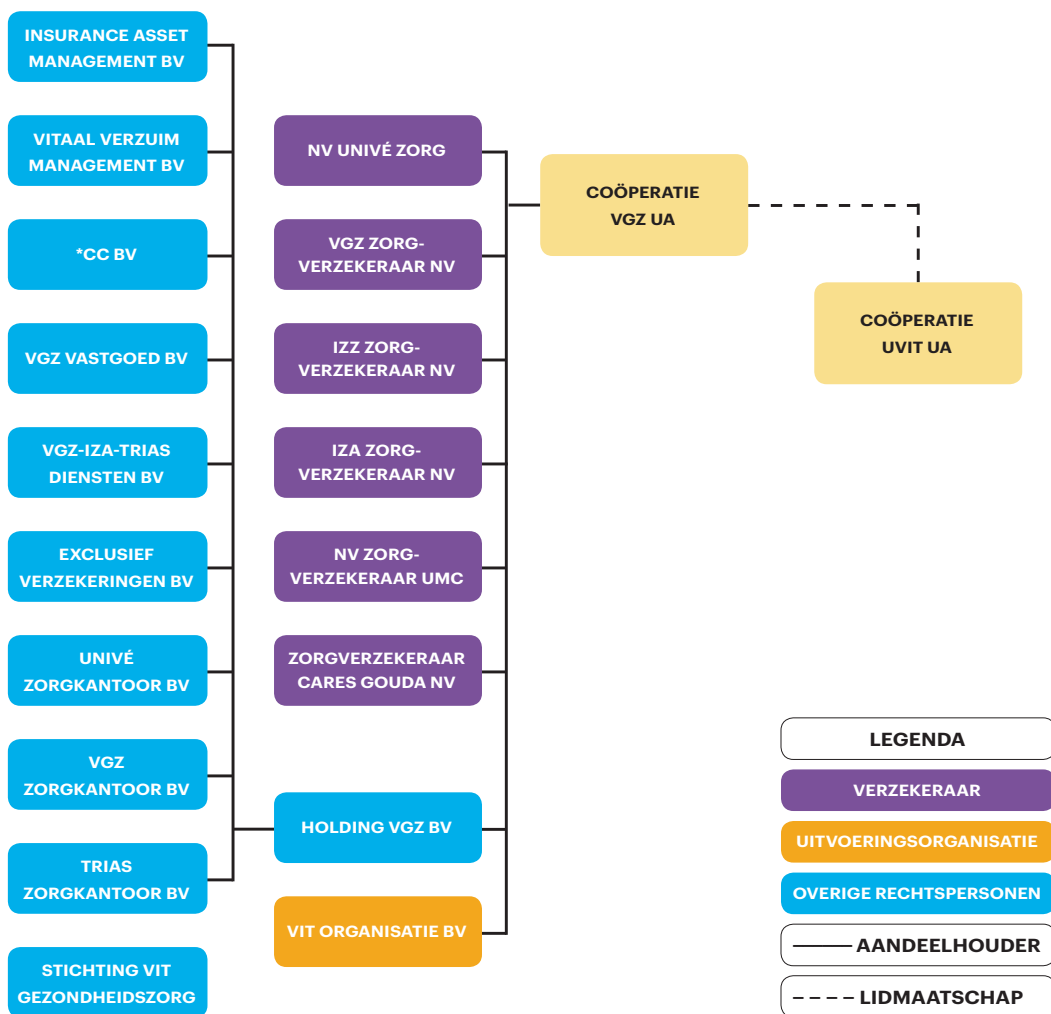 INSURANCE ASSET
MANAGEMENT BV
VITAAL VERZUIM
MANAGEMENT BV
*CC BV
VGZ VASTGOED BV
VGZ-IZA-TRIAS
DIENSTEN BV
EXCLUSIEF
VERZEKERINGEN BV
UNIVÉ
ZORGKANTOOR BV
VGZ
ZORGKANTOOR BV
TRIAS
ZORGKANTOOR BV
STICHTING VIT
GEZONDHEIDSZORG
NV UNIVÉ ZORG
VGZ ZORG-
VERZEKERAAR NV
IZZ ZORG-
VERZEKERAAR NV
IZA ZORG-
VERZEKERAAR NV
NV ZORG-
VERZEKERAAR UMC
ZORGVERZEKERAAR
CARES GOUDA NV
HOLDING VGZ BV
VIT ORGANISATIE BV
COÖPERATIE
VGZ UA
COÖPERATIE
UVIT UA
LEGENDA
VERZEKERAAR
UITVOERINGSORGANISATIE
OVERIGE RECHTSPERSONEN
AANDEELHOUDER
LIDMAATSCHAP